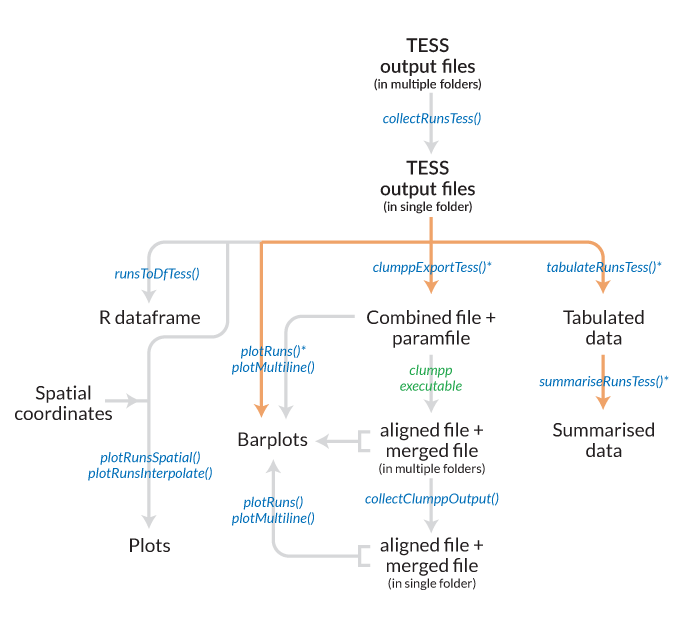 TESS
output files
(in multiple folders)
collectRunsTess()
TESS
output files
(in single folder)
runsToDfTess()
clumppExportTess()*
tabulateRunsTess()*
R dataframe
Combined file +
paramfile
Tabulated
data
plotRuns()*
plotMultiline()
clumpp
executable
summariseRunsTess()*
Spatial
coordinates
Barplots
aligned file +
merged file
(in multiple folders)
Summarised
data
plotRunsSpatial()
plotRunsInterpolate()
plotRuns()
plotMultiline()
collectClumppOutput()
Plots
aligned file +
merged file
(in single folder)